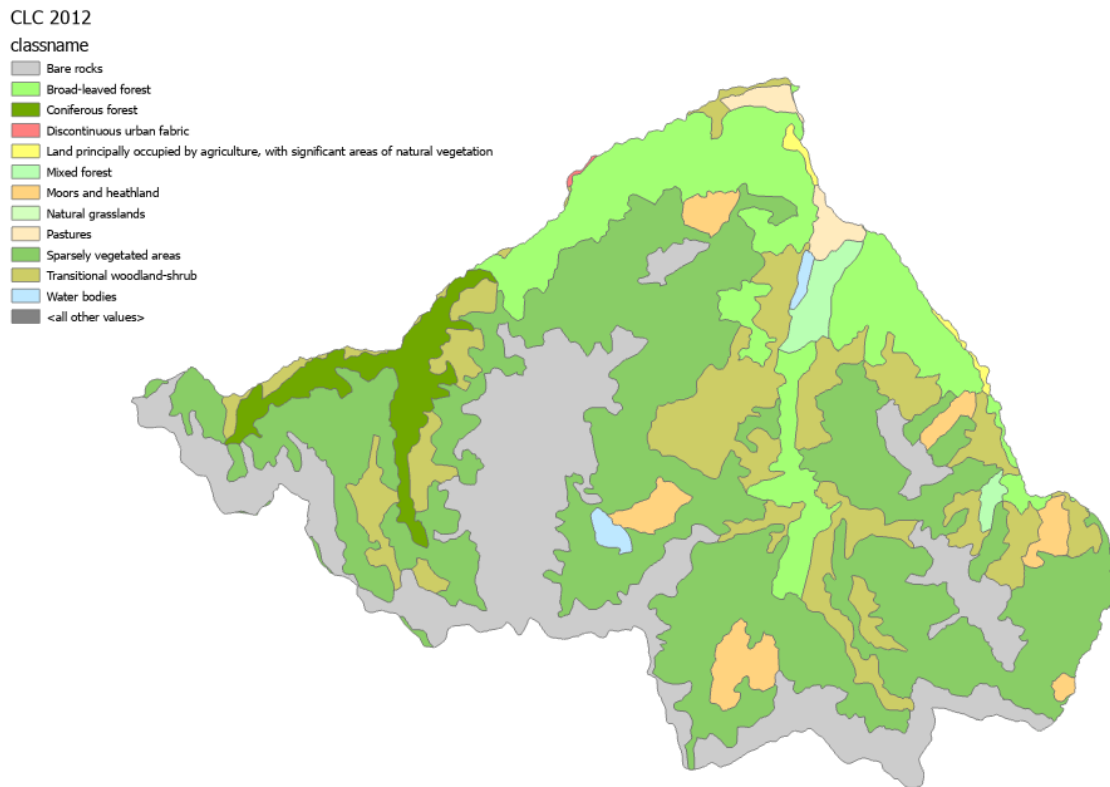 CLC 2012
classname
Bare rocks
Broad-leaved forest
Coniferous forest
Discontinuous urban fabric
Land principally occupied by agriculture, with significant areas of natural vegetation
Mixed forest
Moors and heathland
Natural grasslands
Pastures
Sparsely vegetated areas
Transitional woodland-shrub
Water bodies
<all other values>